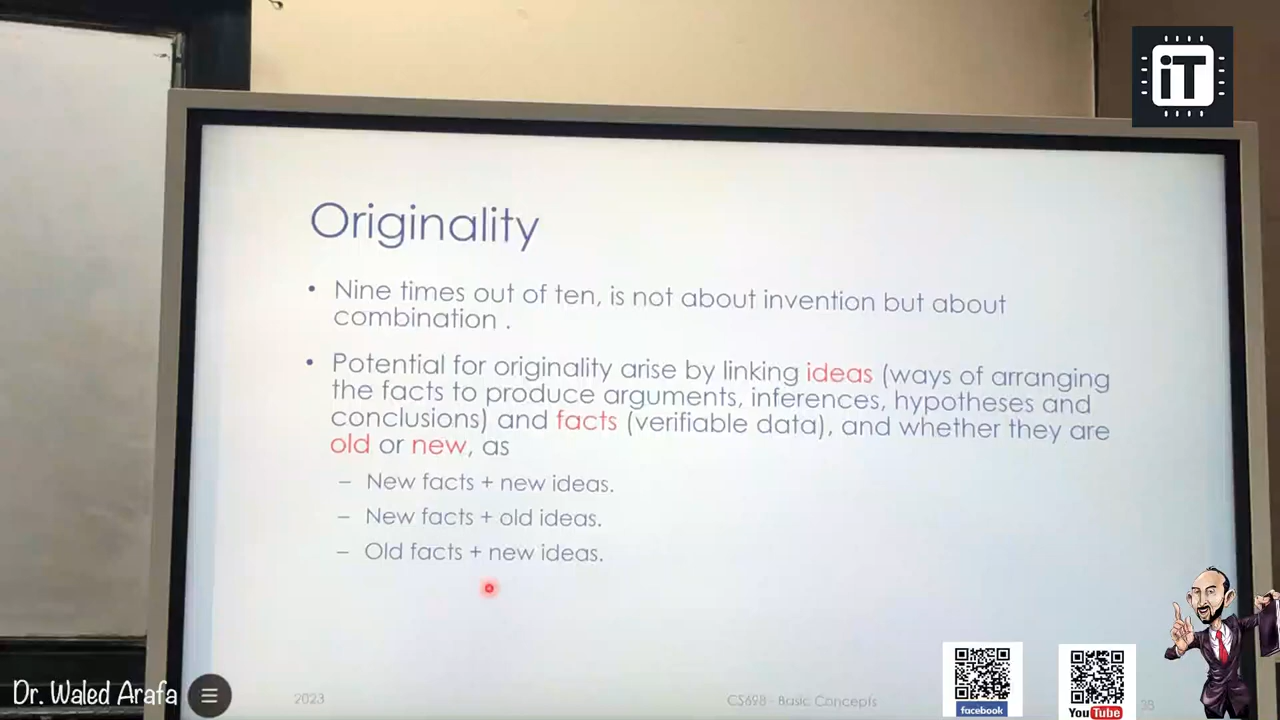 iT
Originality
• Nine times out of ten, is not about invention but about
combination .
• Potential for originality arise by linking ideas (ways of arranging
the facts to produce arguments, inferences, hypotheses and
conclusions) and facts (verifiable data), and whether they are
old or new, as
– New facts + new ideas.
– New facts + old ideas.
– Old facts + new ideas.
Dr. Waled Arafa
2023
CS698 - Basic Concepts
38
facebook
YouTube